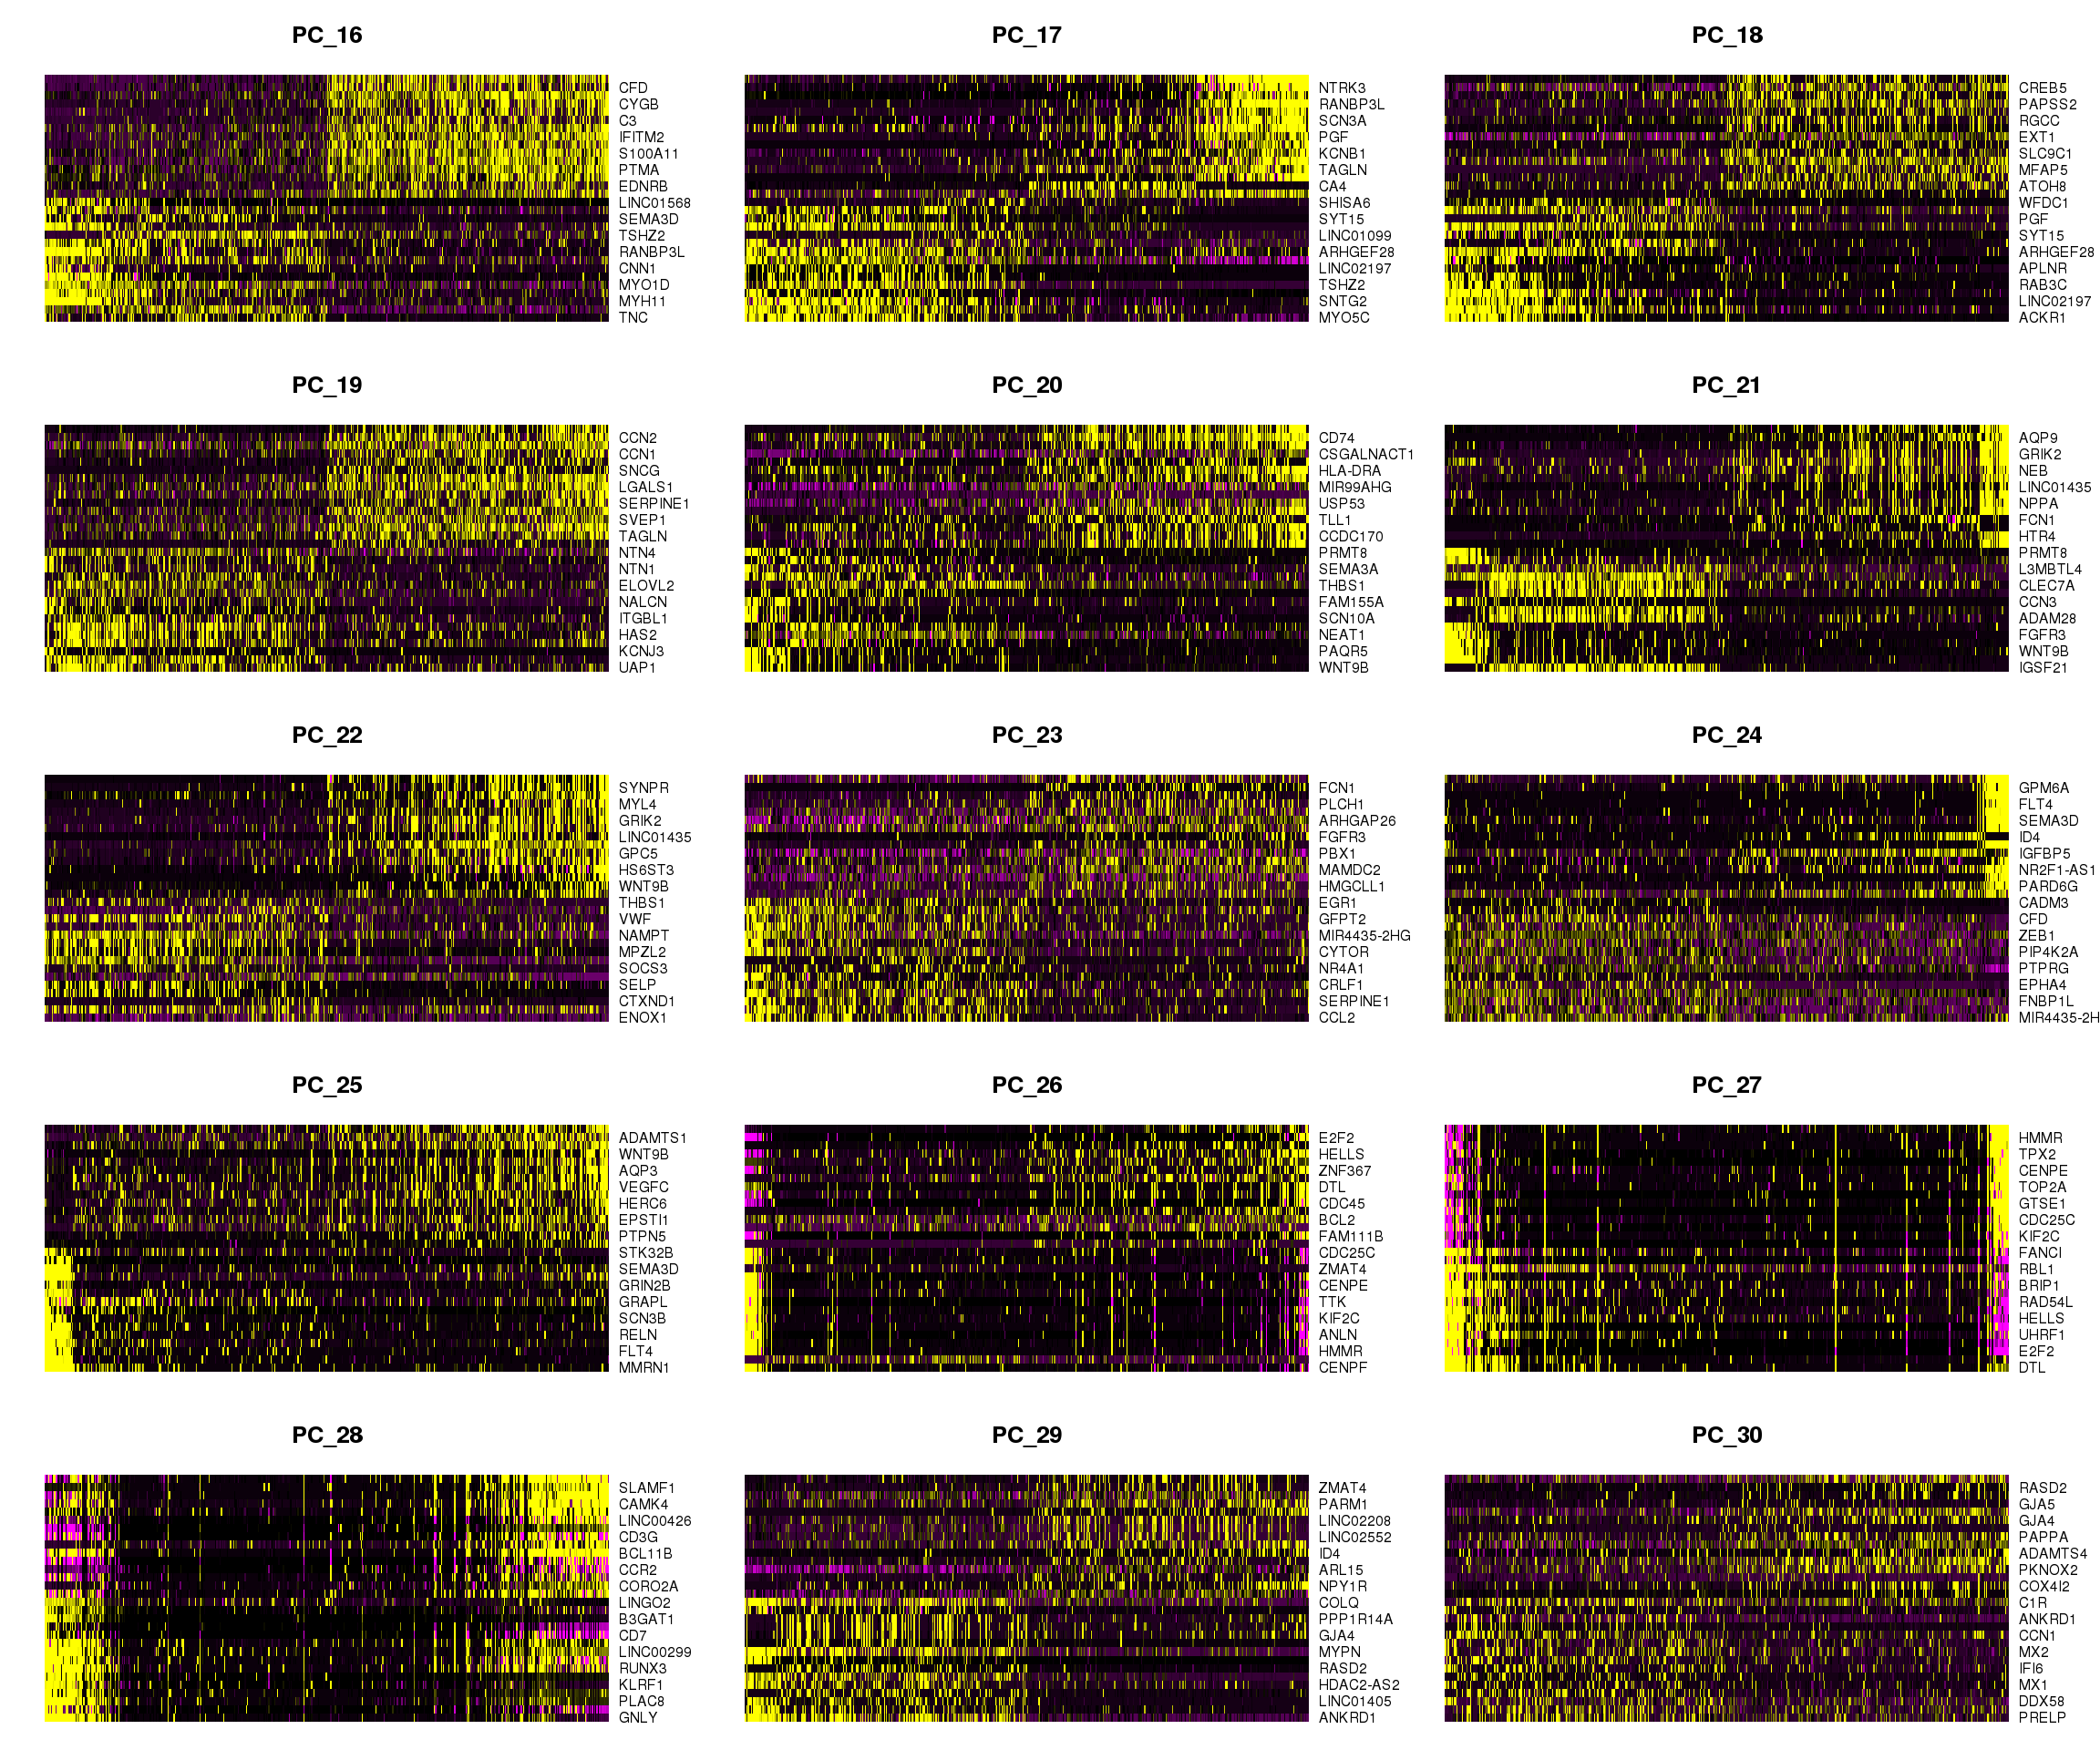 PC_16
CFD
CYGB
C3
IFITM2
S100A11
PTMA
EDNRB
LINC01568
SEMA3D
TSHZ2
RANBP3L
CNN1
MYO1D
MYH11
TNC
PC_17
NTRK3
RANBP3L
SCN3A
PGF
KCNB1
TAGLN
CA4
SHISA6
SYT15
LINC01099
ARHGEF28
LINC02197
TSHZ2
SNTG2
MYO5C
PC_18
CREB5
PAPSS2
RGCC
EXT1
SLC9C1
MFAP5
ATOH8
WFDC1
PGF
SYT15
ARHGEF28
APLNR
RAB3C
LINC02197
ACKR1
PC_19
CCN2
CCN1
SNCG
LGALS1
SERPINE1
SVEP1
TAGLN
NTN4
NTN1
ELOVL2
NALCN
ITGBL1
HAS2
KCNJ3
UAP1
PC_20
CD74
CSGALNACT1
HLA-DRA
MIR99AHG
USP53
TLL1
CCDC170
PRMT8
SEMA3A
THBS1
FAM155A
SCN10A
NEAT1
PAQR5
WNT9B
PC_21
AQP9
GRIK2
NEB
LINC01435
NPPA
FCN1
HTR4
PRMT8
L3MBTL4
CLEC7A
CCN3
ADAM28
FGFR3
WNT9B
IGSF21
PC_22
SYNPR
MYL4
GRIK2
LINC01435
GPC5
HS6ST3
WNT9B
THBS1
VWF
NAMPT
MPZL2
SOCS3
SELP
CTXND1
ENOX1
PC_23
FCN1
PLCH1
ARHGAP26
FGFR3
PBX1
MAMDC2
HMGCLL1
EGR1
GFPT2
MIR4435-2HG
CYTOR
NR4A1
CRLF1
SERPINE1
CCL2
PC_24
GPM6A
FLT4
SEMA3D
ID4
IGFBP5
NR2F1-AS1
PARD6G
CADM3
CFD
ZEB1
PIP4K2A
PTPRG
EPHA4
FNBP1L
MIR4435-2H
PC_25
ADAMTS1
WNT9B
AQP3
VEGFC
HERC6
EPSTI1
PTPN5
STK32B
SEMA3D
GRIN2B
GRAPL
SCN3B
RELN
FLT4
MMRN1
PC_26
E2F2
HELLS
ZNF367
DTL
CDC45
BCL2
FAM111B
CDC25C
ZMAT4
CENPE
TTK
KIF2C
ANLN
HMMR
CENPF
PC_27
HMMR
TPX2
CENPE
TOP2A
GTSE1
CDC25C
KIF2C
FANCI
RBL1
BRIP1
RAD54L
HELLS
UHRF1
E2F2
DTL
PC_28
SLAMF1
CAMK4
LINC00426
CD3G
BCL11B
CCR2
CORO2A
LINGO2
B3GAT1
CD7
LINC00299
RUNX3
KLRF1
PLAC8
GNLY
PC_29
ZMAT4
PARM1
LINC02208
LINC02552
ID4
ARL15
NPY1R
COLQ
PPP1R14A
GJA4
MYPN
RASD2
HDAC2-AS2
LINC01405
ANKRD1
PC_30
RASD2
GJA5
GJA4
PAPPA
ADAMTS4
PKNOX2
COX4I2
C1R
ANKRD1
CCN1
MX2
IFI6
MX1
DDX58
PRELP